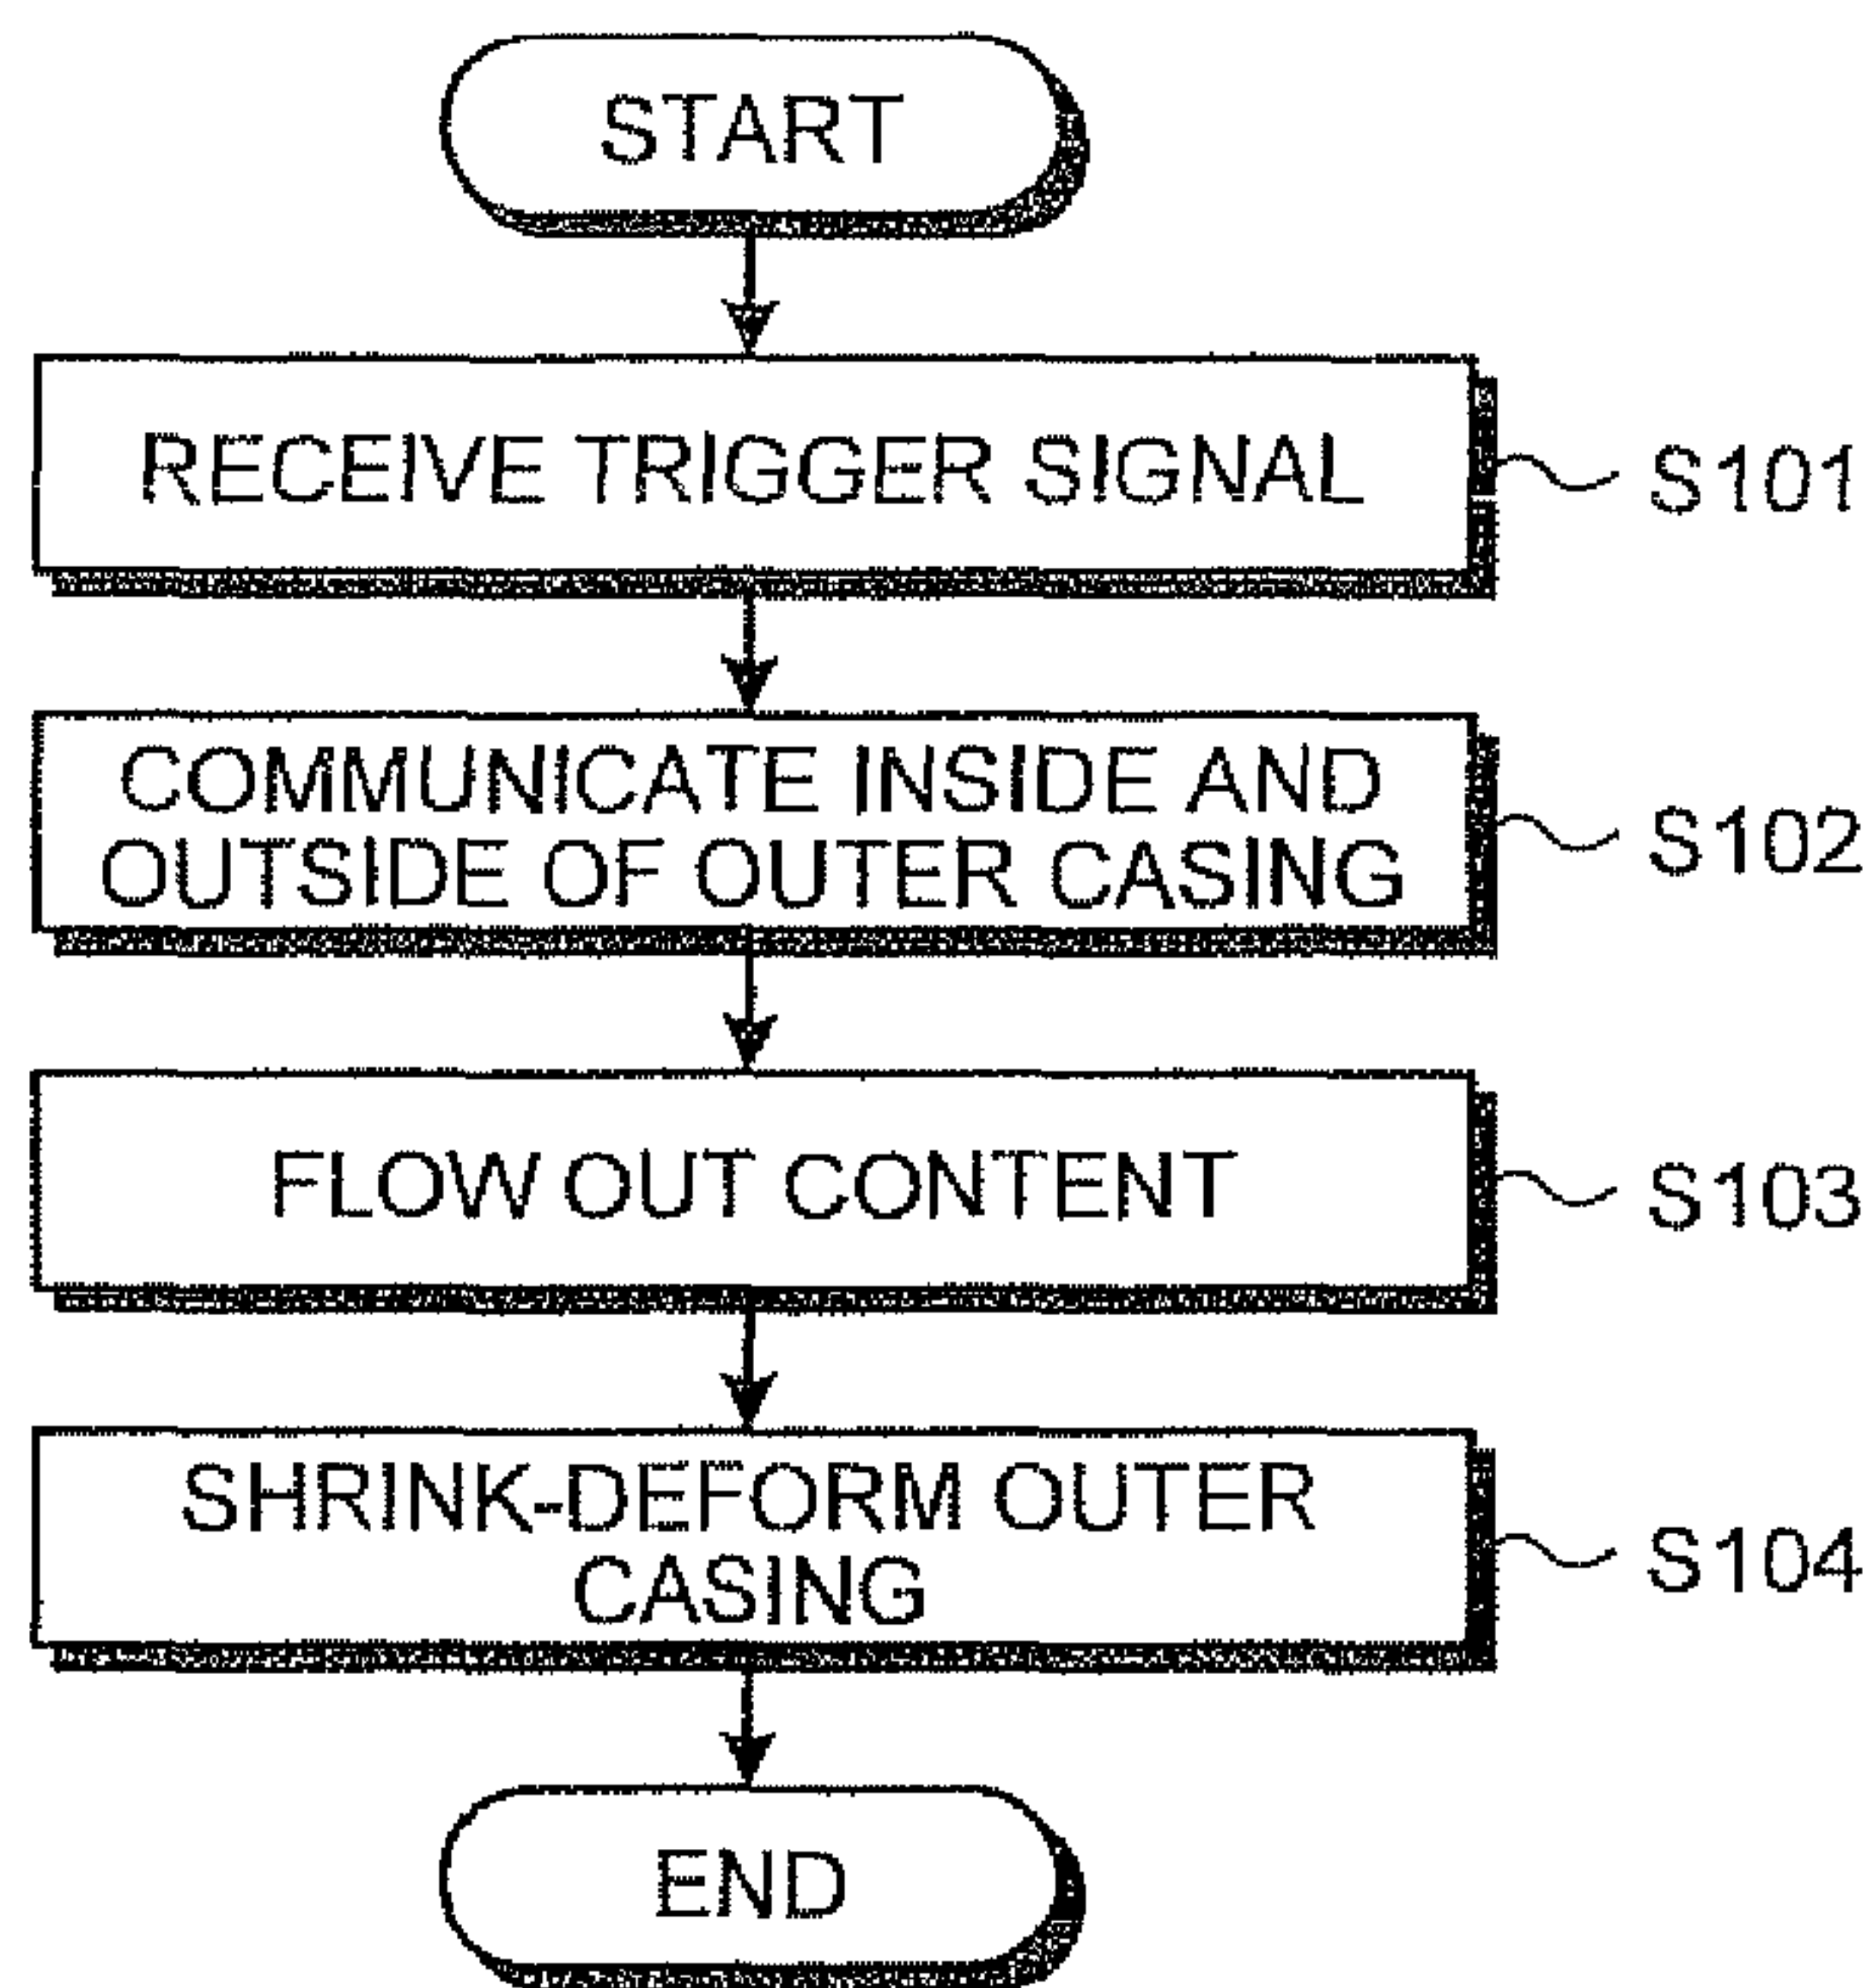 START
RECEIVE TRIGGER SIGNAL
S101
COMMUNICATE INSIDE AND
OUTSIDE OF OUTER CASING
S102
FLOW OUT CONTENT
S103
SHRINK-DEFORM OUTER
CASING
S104
END